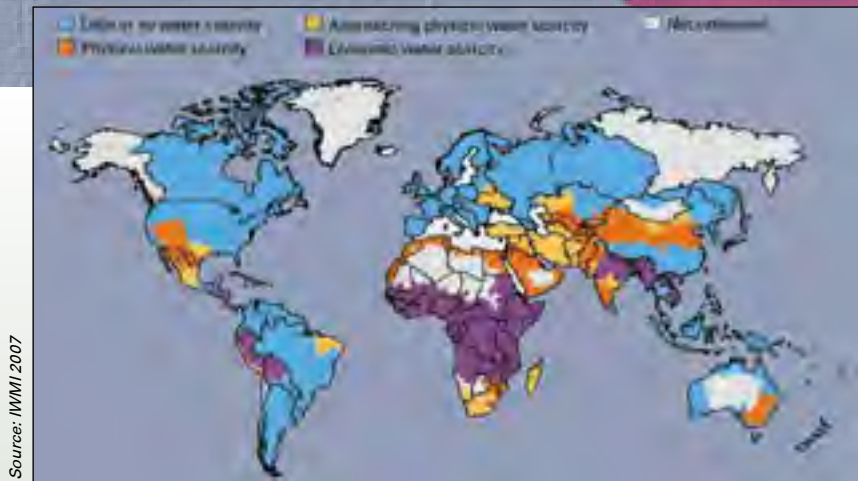 Little or no water scarcity
Approaching physical water scarcity
Not estimated
Physical water scarcity
Economic water scarcity
Source: IWMI 2007